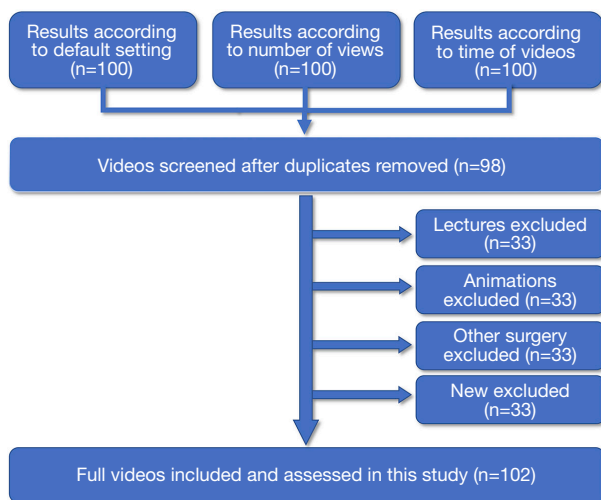 Results according
to default setting
(n=100)
Results according
to number of views
(n=100)
Results according
to time of videos
(n=100)
Videos screened after duplicates removed (n=98)
Lectures excluded
(n=33)
Animations
excluded (n=33)
Other surgery
excluded (n=33)
New excluded
(n=33)
Full videos included and assessed in this study (n=102)